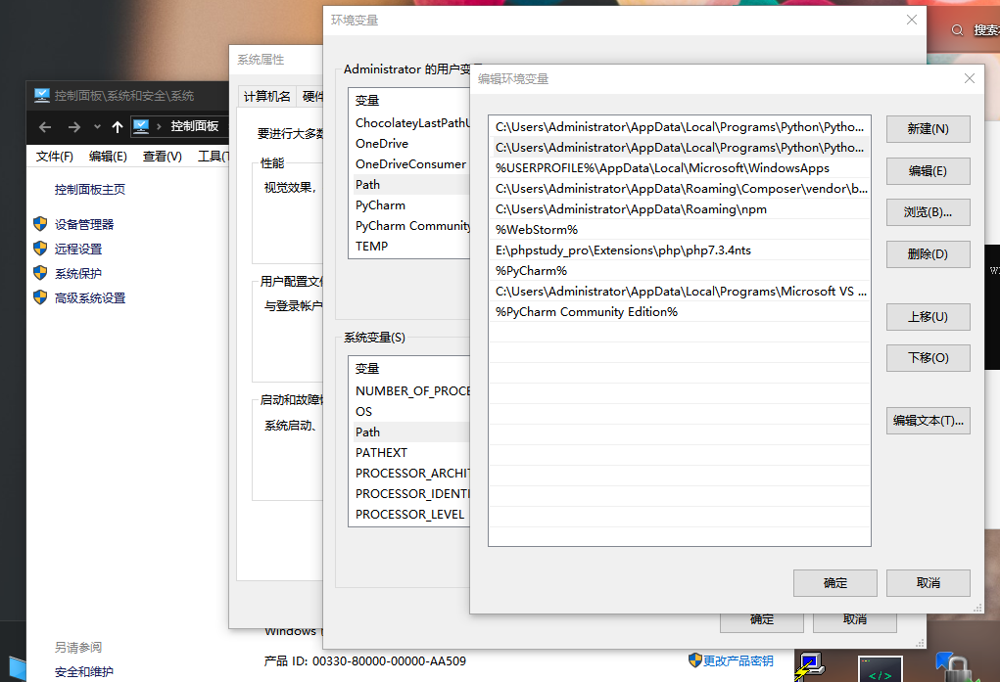 搜索
控制面板\系统和安全\系统
控制面板
文件(F)
编辑(E)
查看(V)
工具(T
控制面板主页
设备管理器
远程设置
系统保护
高级系统设置
另请参阅
安全和维护
Windows
产品 ID: 00330-80000-00000-AA509
更改产品密钥
系统属性
计算机名
硬件
要进行大多数
性能
视觉效果，
用户配置文件
与登录帐户
启动和故障恢
系统启动、
环境变量
Administrator 的用户变
变量
ChocolateyLastPathU
OneDrive
OneDriveConsumer
Path
PyCharm
PyCharm Community
TEMP
系统变量(S)
变量
NUMBER_OF_PROCE
OS
Path
PATHEXT
PROCESSOR_ARCHIT
PROCESSOR_IDENTI
PROCESSOR_LEVEL
确定
取消
编辑环境变量
C:\Users\Administrator\AppData\Local\Programs\Python\Pytho...
C:\Users\Administrator\AppData\Local\Programs\Python\Pytho...
%USERPROFILE%\AppData\Local\Microsoft\WindowsApps
C:\Users\Administrator\AppData\Roaming\Composer\vendor\b...
C:\Users\Administrator\AppData\Roaming\npm
%WebStorm%
E:\phpstudy_pro\Extensions\php\php7.3.4nts
%PyCharm%
C:\Users\Administrator\AppData\Local\Programs\Microsoft VS ...
%PyCharm Community Edition%
新建(N)
编辑(E)
浏览(B)...
删除(D)
上移(U)
下移(O)
编辑文本(T)...
确定
取消